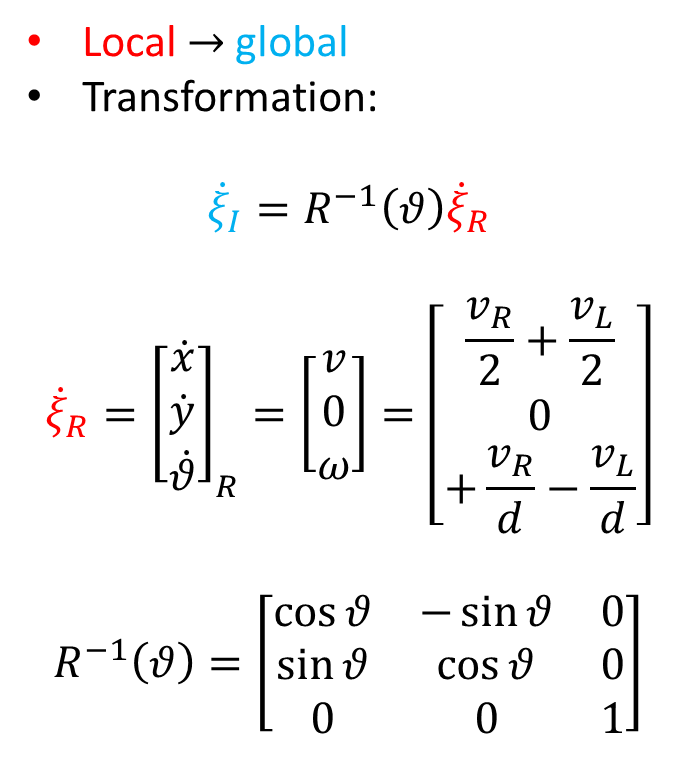 • Local → global
• Transformation:
ξ̇_I = R⁻¹(ϑ)ξ̇_R
ξ̇_R = [ẋ; ẏ; ϑ̇]_R = [v; 0; ω] = [v_R/2 + v_L/2; 0; +v_R/d − v_L/d]
R⁻¹(ϑ) = [cos ϑ, − sin ϑ, 0; sin ϑ, cos ϑ, 0; 0, 0, 1]